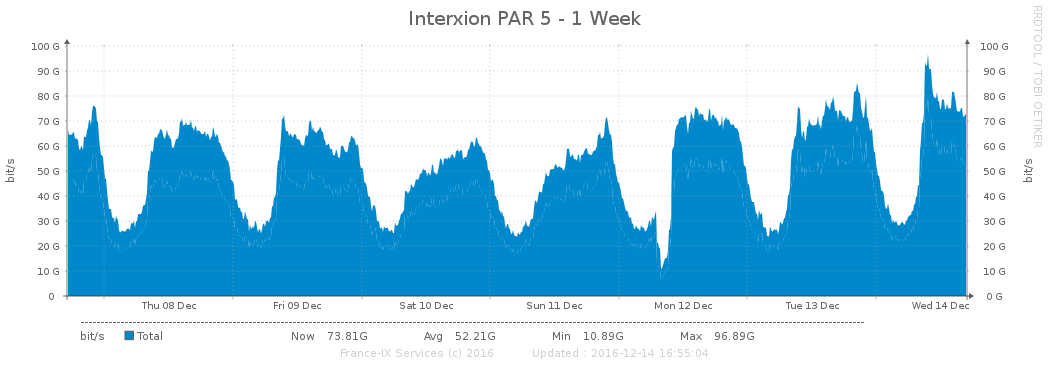 Interxion PAR 5 - 1 Week
RRDTOOL / TOBI OETIKER
bit/s
bit/s
100 G 100 G
90 G 90 G
80 G 80 G
70 G 70 G
60 G 60 G
50 G 50 G
40 G 40 G
30 G 30 G
20 G 20 G
10 G 10 G
0 0 G
Thu 08 Dec Fri 09 Dec Sat 10 Dec Sun 11 Dec Mon 12 Dec Tue 13 Dec Wed 14 Dec
bit/s Total Now 73.81G Avg 52.21G Min 10.89G Max 96.89G
France-IX Services (c) 2016 Updated : 2016-12-14 16:55:04